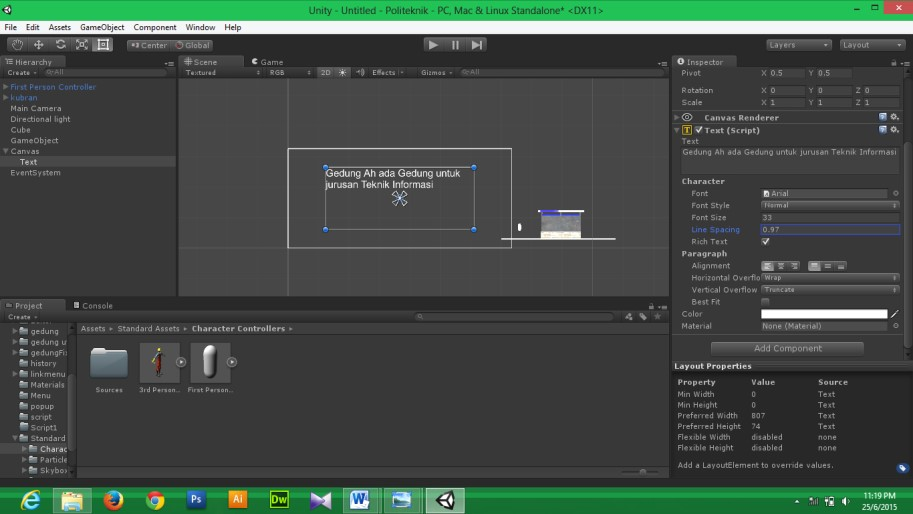 Unity - Untitled - Politeknik - PC, Mac & Linux Standalone* <DX11>
File Edit Assets GameObject Component Window Help
Center Global Layers Layout
Hierarchy
Create All
First Person Controller
kubran
Main Camera
Directional light
Cube
GameObject
Canvas
Text
EventSystem
Scene Game
Textured RGB 2D Effects Gizmos All
Gedung Ah ada Gedung untuk
jurusan Teknik Informasi
Inspector
Pivot X 0.5 Y 0.5
Rotation X 0 Y 0 Z 0
Scale X 1 Y 1 Z 1
Canvas Renderer
Text (Script)
Text
Gedung Ah ada Gedung untuk jurusan Teknik Informasi
Character
Font Arial
Font Style Normal
Font Size 33
Line Spacing 0.97
Rich Text
Paragraph
Alignment
Horizontal Overflo Wrap
Vertical Overflow Truncate
Best Fit
Color
Material None (Material)
Add Component
Layout Properties
Property Value Source
Min Width 0 Text
Min Height 0 Text
Preferred Width 807 Text
Preferred Height 74 Text
Flexible Width disabled none
Flexible Height disabled none
Add a LayoutElement to override values.
Project Console
Create
gedung
gedung u
gedungFi
history
linkmenu
Materials
Menu
popup
script
Script1
Standard
Charac
Particle
Skybox
Assets Standard Assets Character Controllers
Sources 3rd Person... First Person...
Ps Ai Dw W
11:19 PM
25/6/2015